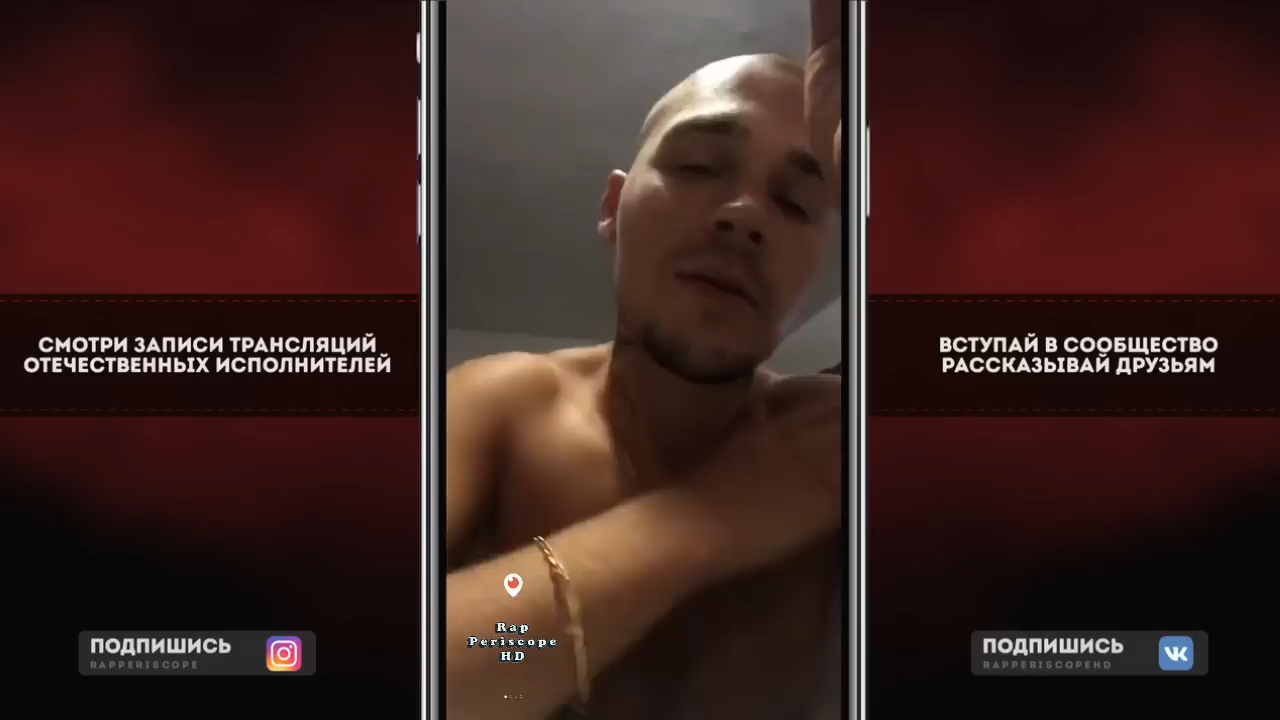 СМОТРИ ЗАПИСИ ТРАНСЛЯЦИЙ
ОТЕЧЕСТВЕННЫХ ИСПОЛНИТЕЛЕЙ
ВСТУПАЙ В СООБЩЕСТВО
РАССКАЗЫВАЙ ДРУЗЬЯМ
Rap
Periscope
HD
ПОДПИШИСЬ
RAPPERISCOPE
ПОДПИШИСЬ
RAPPERISCOPEHD